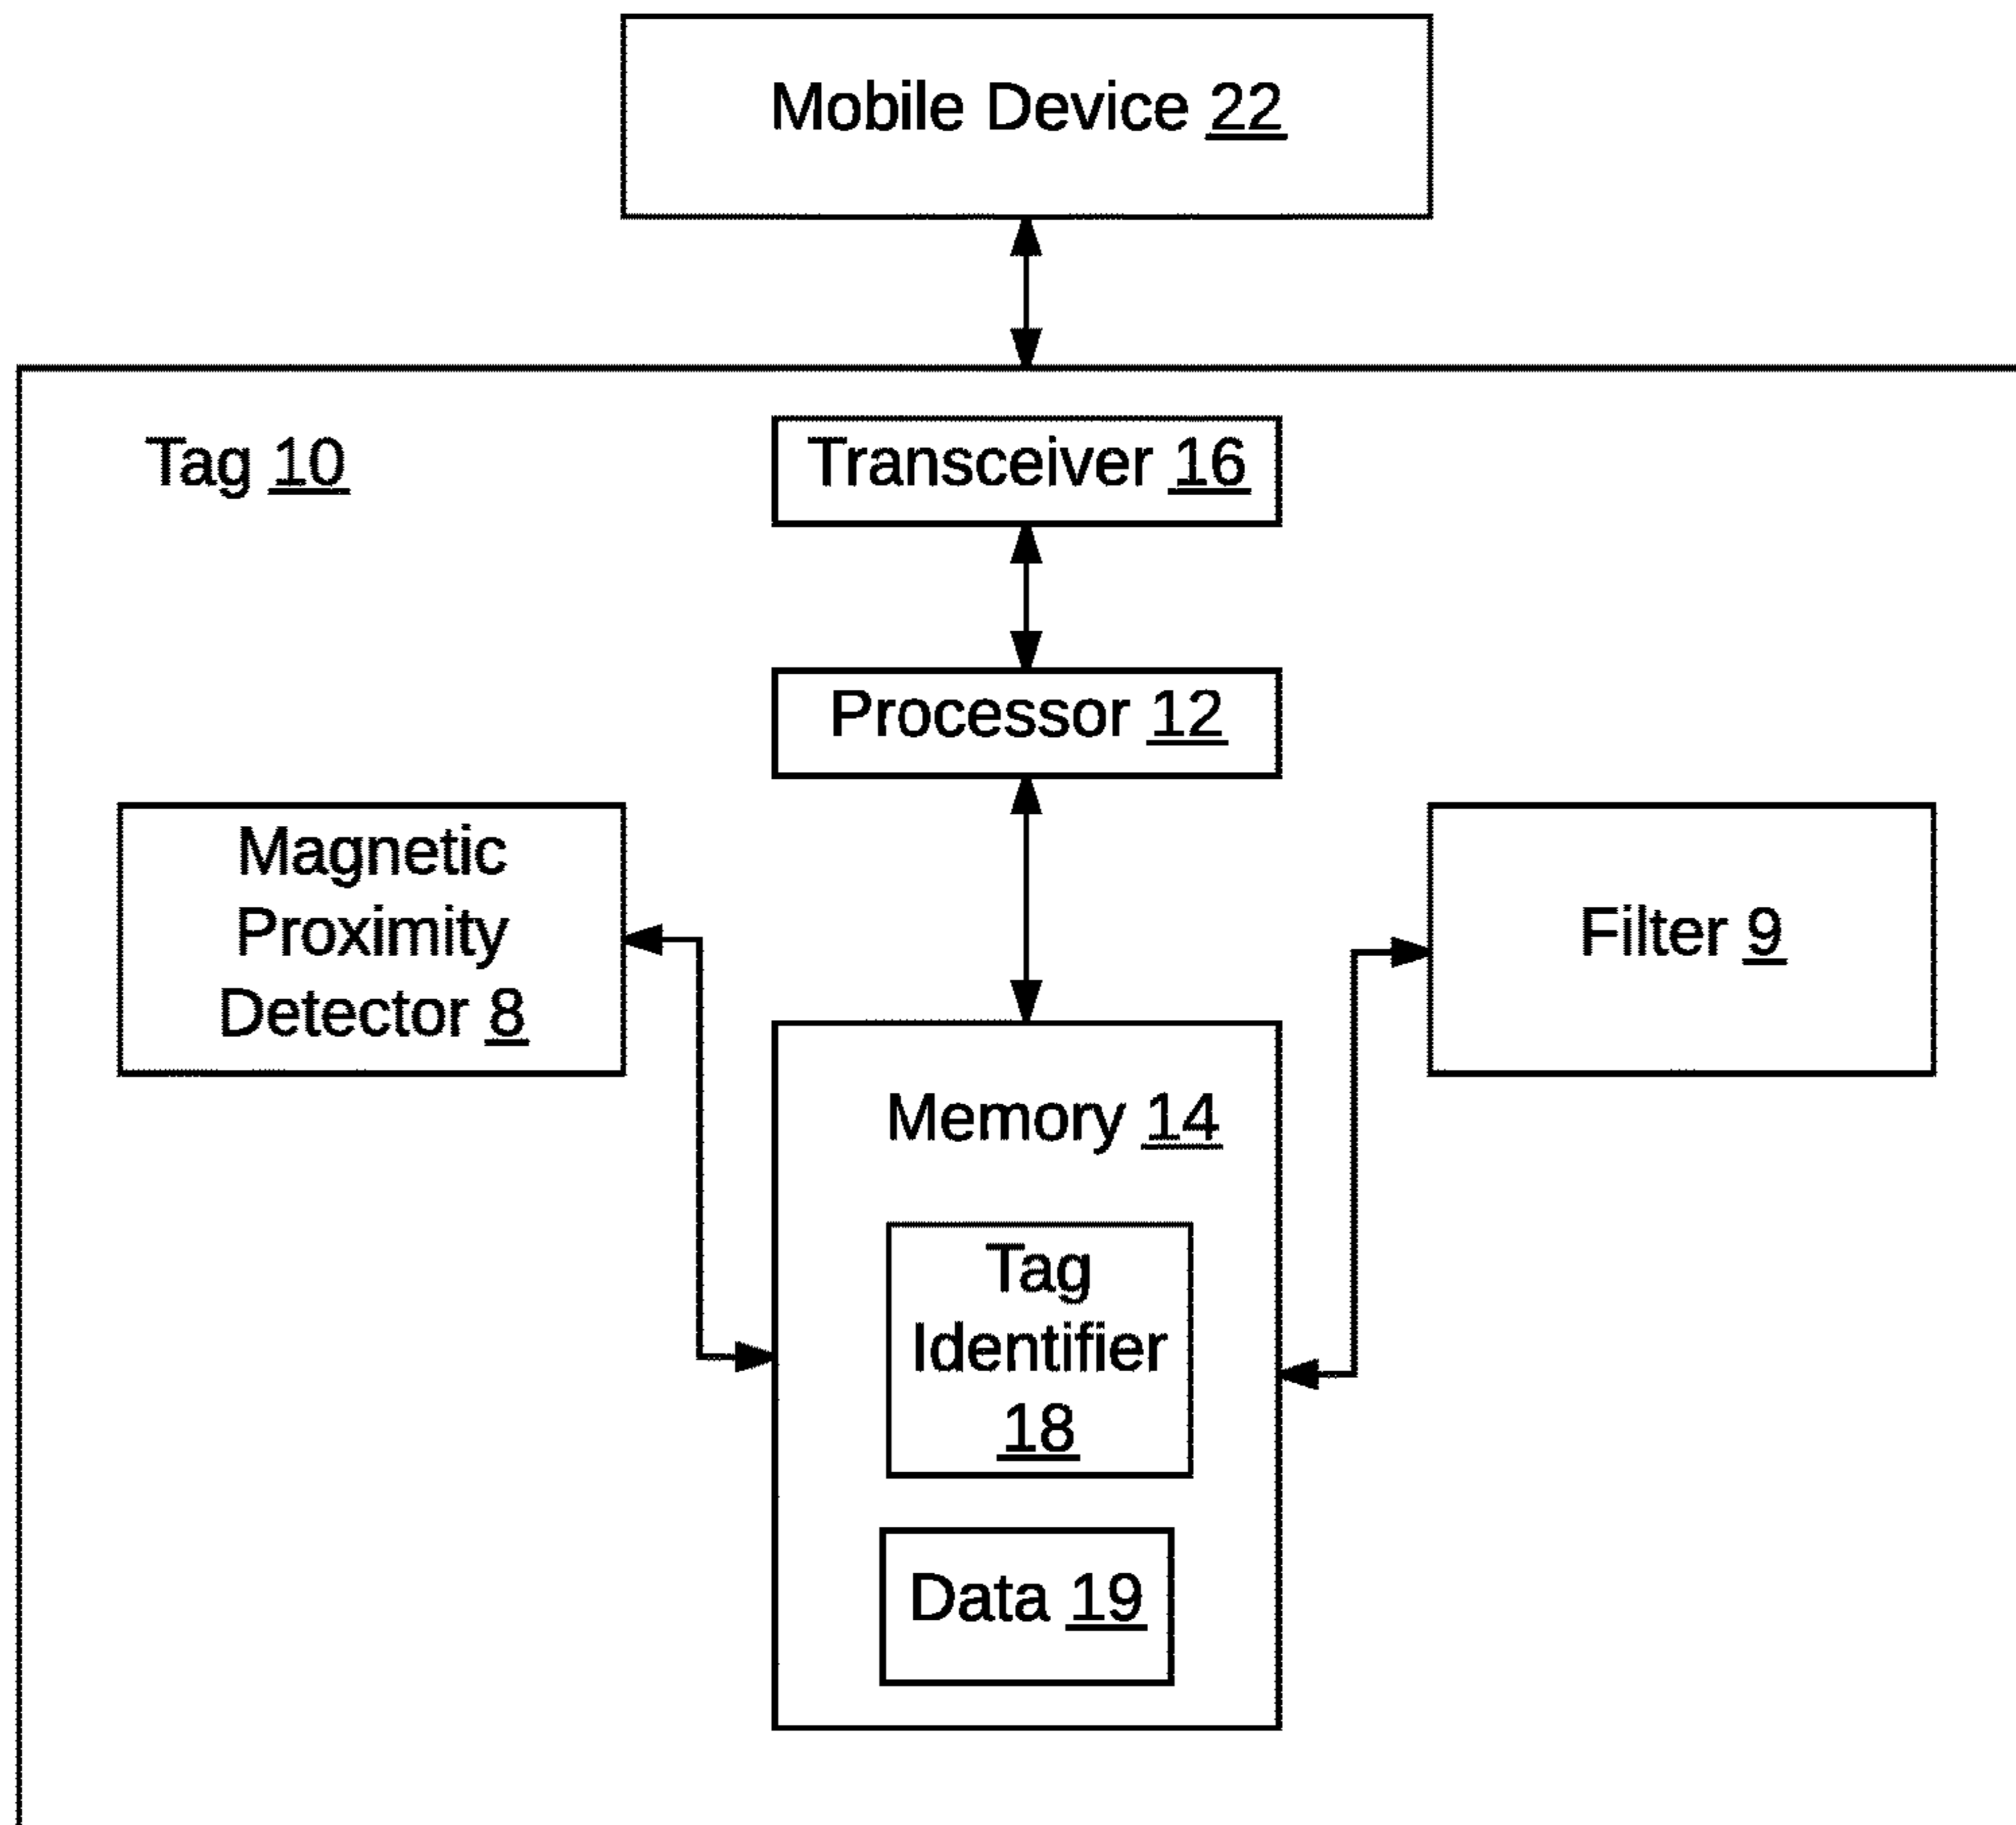 Mobile Device 22
Tag 10
Transceiver 16
Processor 12
Magnetic
Proximity
Detector 8
Filter 9
Memory 14
Tag
Identifier
18
Data 19